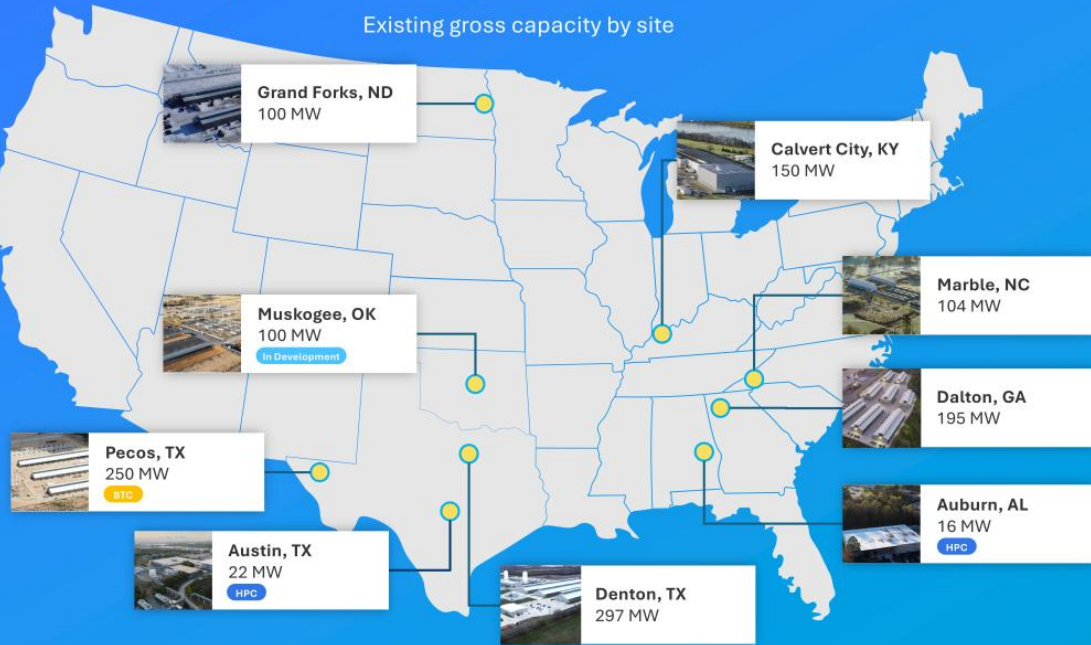 Existing gross capacity by site
Grand Forks, ND
100 MW
Calvert City, KY
150 MW
Marble, NC
104 MW
Muskogee, OK
100 MW
In Development
Dalton, GA
195 MW
Pecos, TX
250 MW
BTC
Auburn, AL
16 MW
HPC
Austin, TX
22 MW
HPC
Denton, TX
297 MW